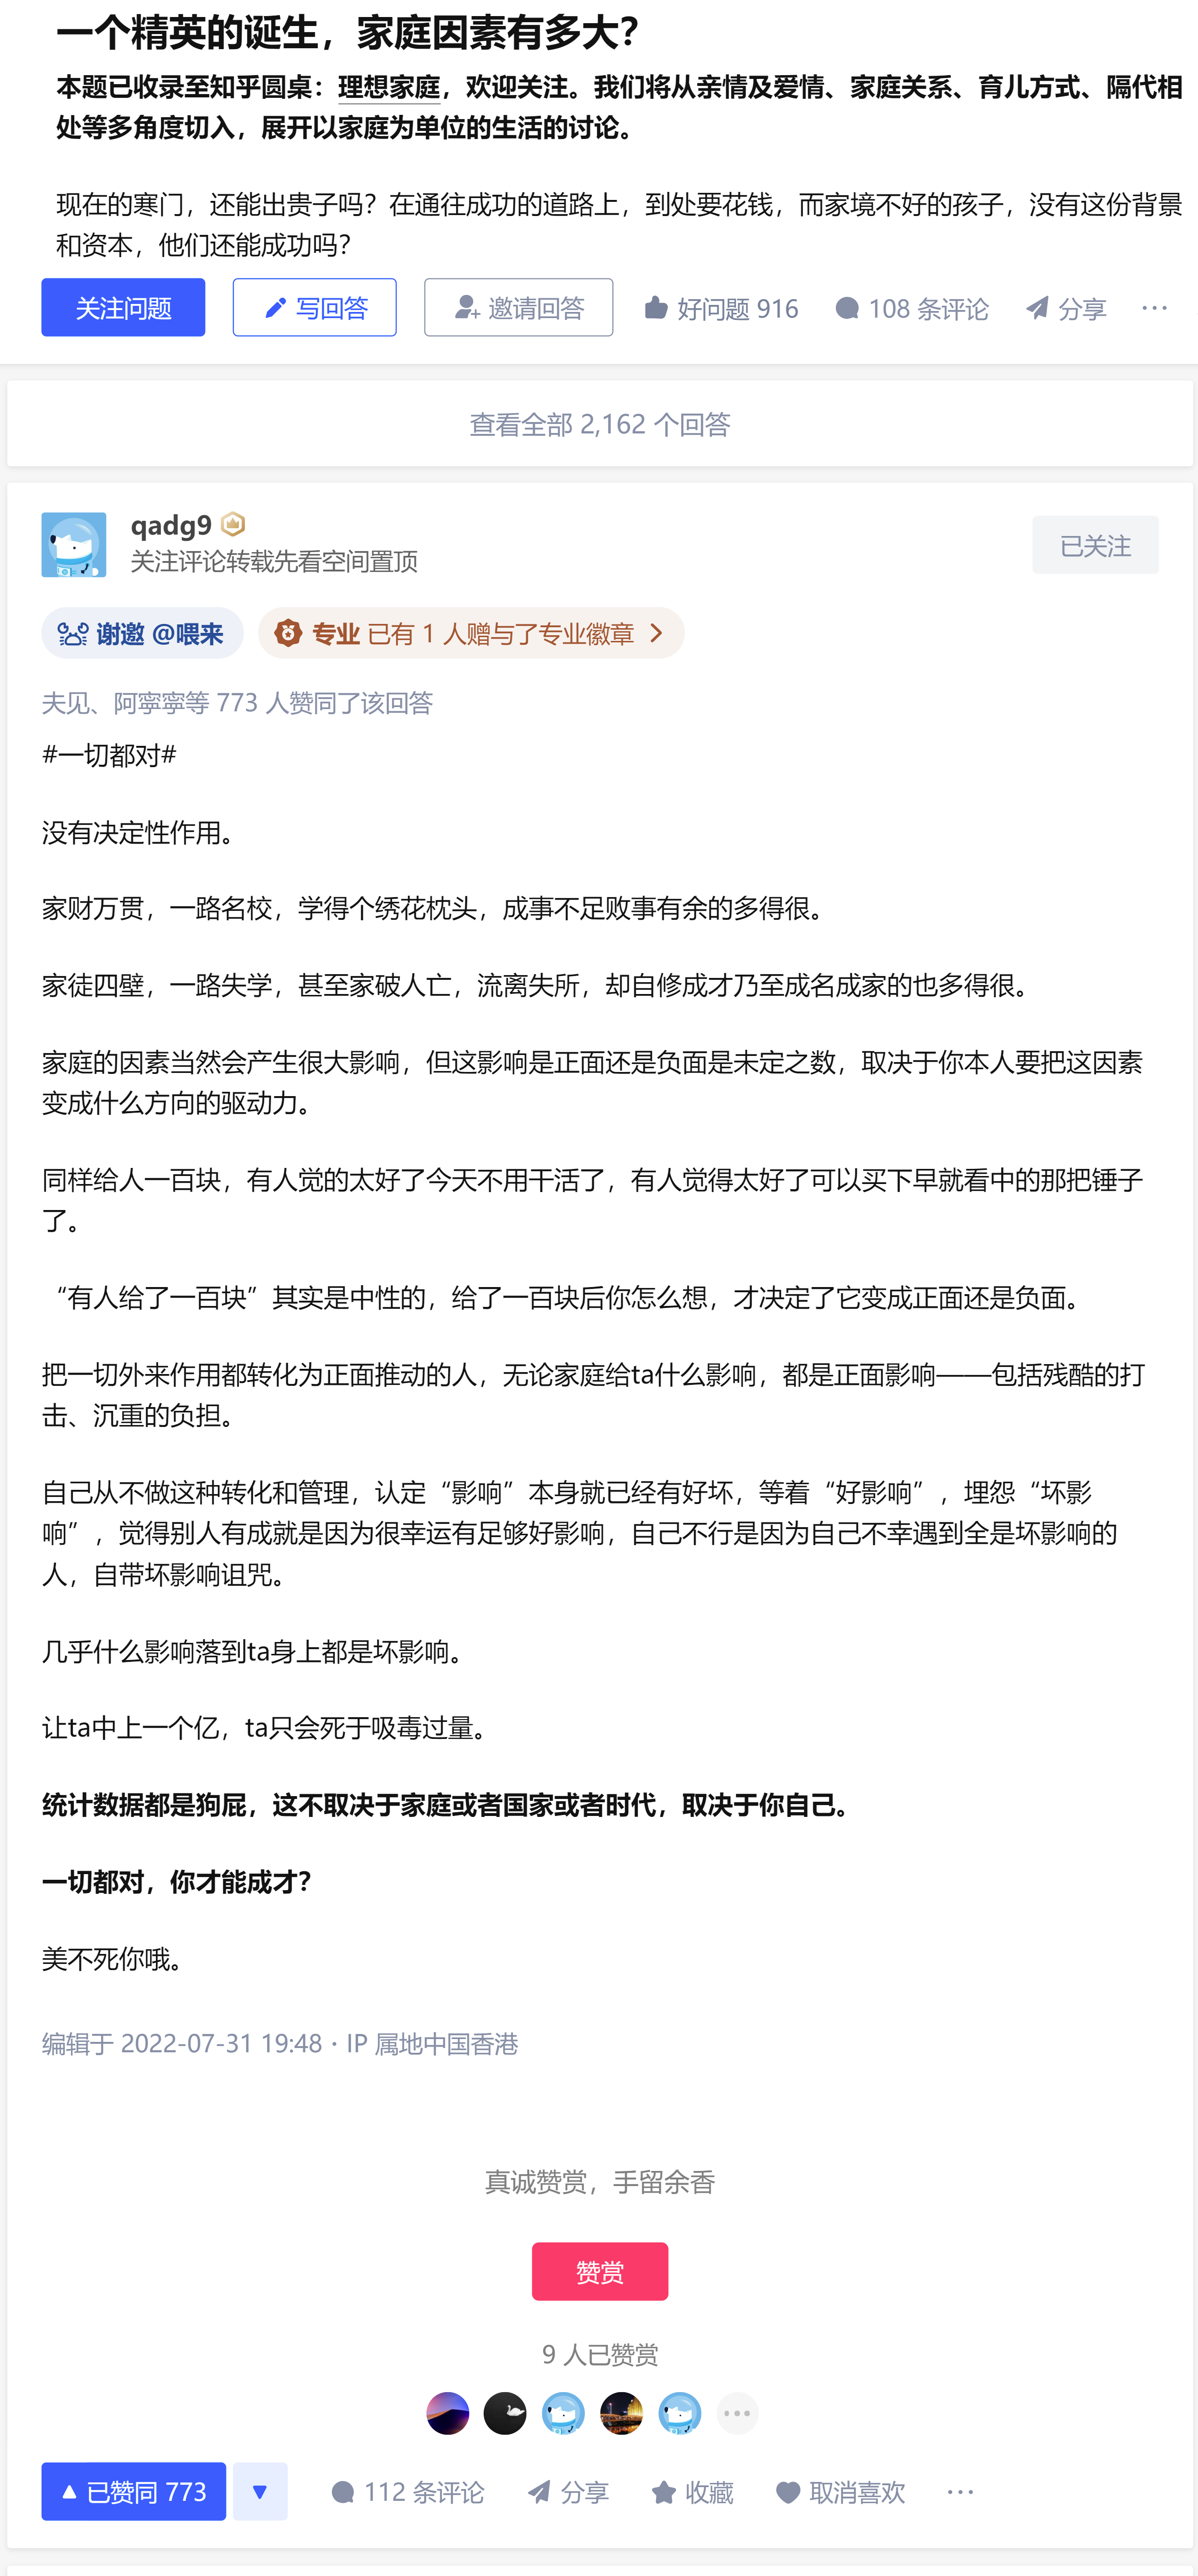 一个精英的诞生，家庭因素有多大？
本题已收录至知乎圆桌：理想家庭，欢迎关注。我们将从亲情及爱情、家庭关系、育儿方式、隔代相
处等多角度切入，展开以家庭为单位的生活的讨论。
现在的寒门，还能出贵子吗？在通往成功的道路上，到处要花钱，而家境不好的孩子，没有这份背景
和资本，他们还能成功吗？
关注问题 写回答 邀请回答 好问题 916 108 条评论 分享 ···
查看全部 2,162 个回答
qadg9
关注评论转载先看空间置顶
已关注
谢邀 @喂来 专业 已有 1 人赠与了专业徽章 >
夫见、阿寧寧等 773 人赞同了该回答
#一切都对#
没有决定性作用。
家财万贯，一路名校，学得个绣花枕头，成事不足败事有余的多得很。
家徒四壁，一路失学，甚至家破人亡，流离失所，却自修成才乃至成名成家的也多得很。
家庭的因素当然会产生很大影响，但这影响是正面还是负面是未定之数，取决于你本人要把这因素
变成什么方向的驱动力。
同样给人一百块，有人觉的太好了今天不用干活了，有人觉得太好了可以买下早就看中的那把锤子
了。
“有人给了一百块”其实是中性的，给了一百块后你怎么想，才决定了它变成正面还是负面。
把一切外来作用都转化为正面推动的人，无论家庭给ta什么影响，都是正面影响——包括残酷的打
击、沉重的负担。
自己从不做这种转化和管理，认定“影响”本身就已经有好坏，等着“好影响”，埋怨“坏影
响”，觉得别人有成就是因为很幸运有足够好影响，自己不行是因为自己不幸遇到全是坏影响的
人，自带坏影响诅咒。
几乎什么影响落到ta身上都是坏影响。
让ta中上一个亿，ta只会死于吸毒过量。
统计数据都是狗屁，这不取决于家庭或者国家或者时代，取决于你自己。
一切都对，你才能成才？
美不死你哦。
编辑于 2022-07-31 19:48・IP 属地中国香港
真诚赞赏，手留余香
赞赏
9 人已赞赏
已赞同 773 112 条评论 分享 收藏 取消喜欢 ···